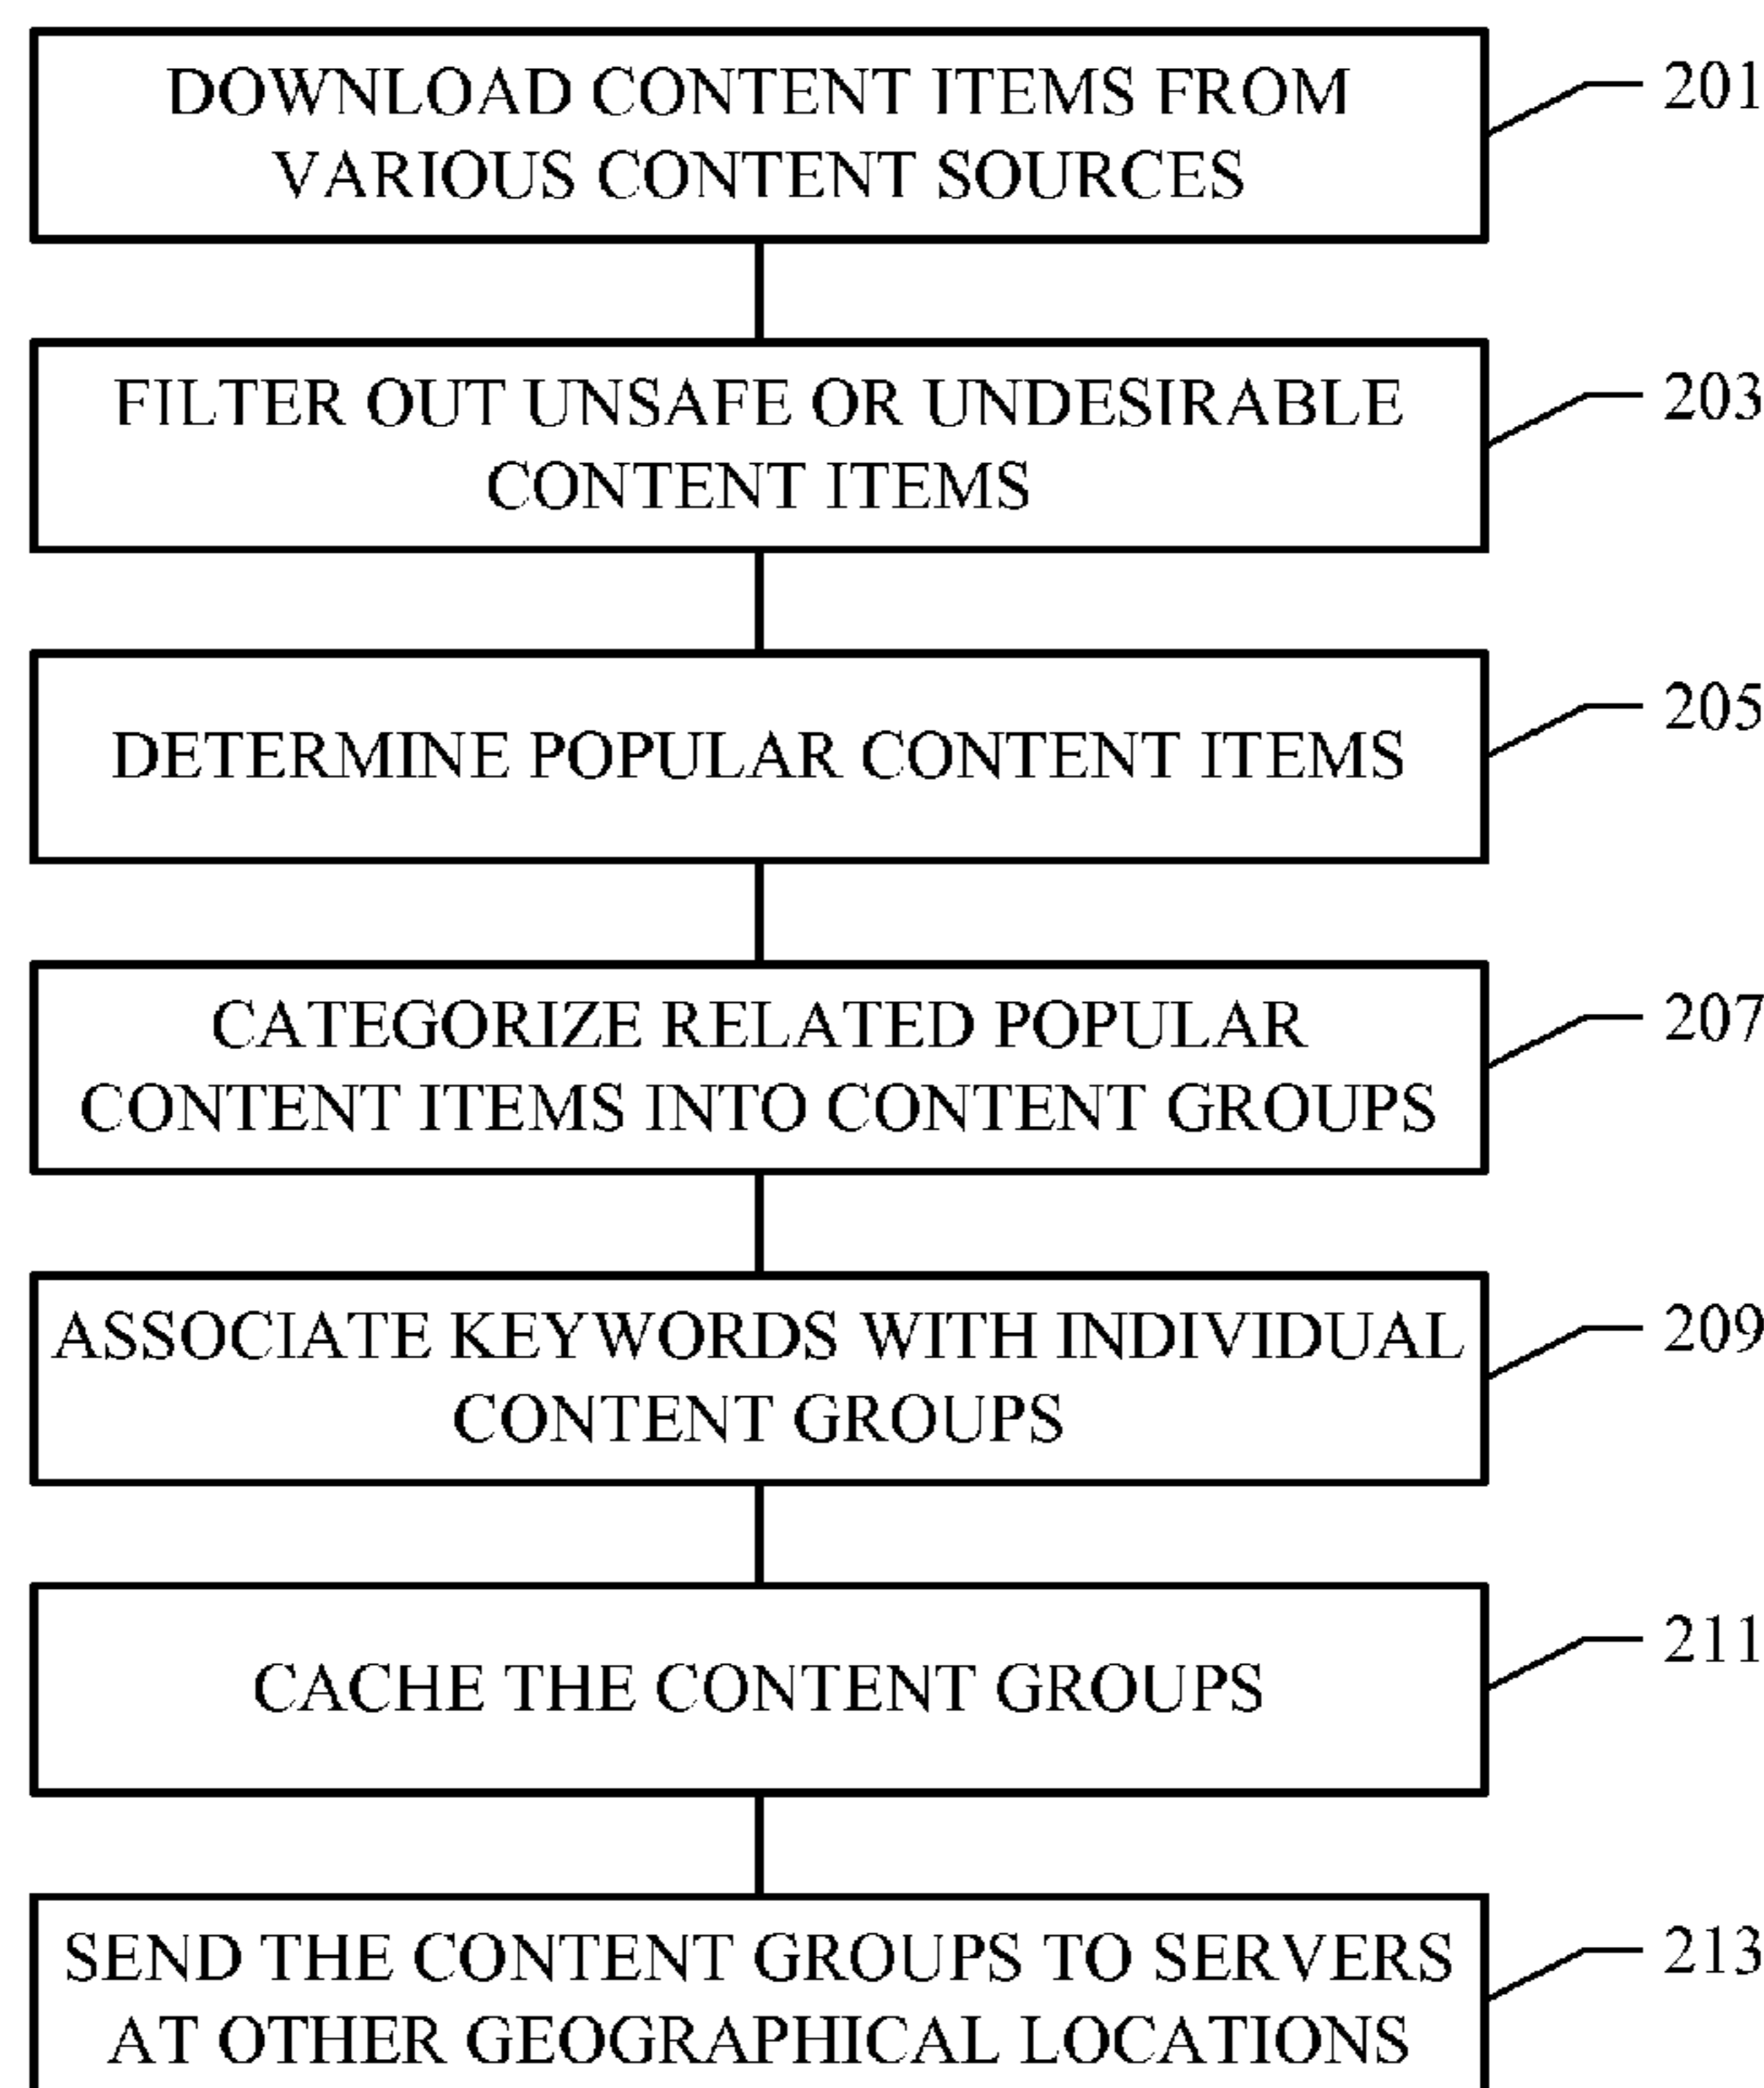 DOWNLOAD CONTENT ITEMS FROM
VARIOUS CONTENT SOURCES
201
FILTER OUT UNSAFE OR UNDESIRABLE
CONTENT ITEMS
203
DETERMINE POPULAR CONTENT ITEMS
205
CATEGORIZE RELATED POPULAR
CONTENT ITEMS INTO CONTENT GROUPS
207
ASSOCIATE KEYWORDS WITH INDIVIDUAL
CONTENT GROUPS
209
CACHE THE CONTENT GROUPS
211
SEND THE CONTENT GROUPS TO SERVERS
AT OTHER GEOGRAPHICAL LOCATIONS
213